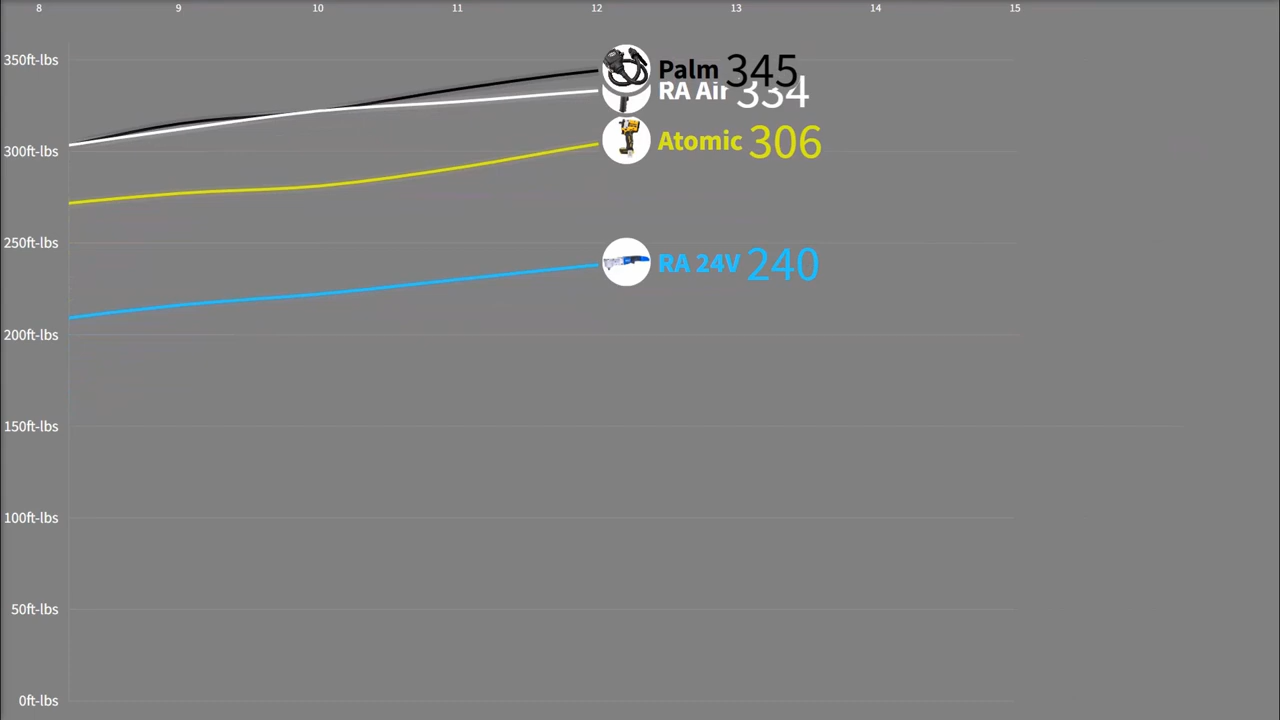 8 9 10 11 12 13 14 15
350ft-lbs
Palm 345
RA Air 334
Atomic 306
300ft-lbs
250ft-lbs
RA 24V 240
200ft-lbs
150ft-lbs
100ft-lbs
50ft-lbs
0ft-lbs